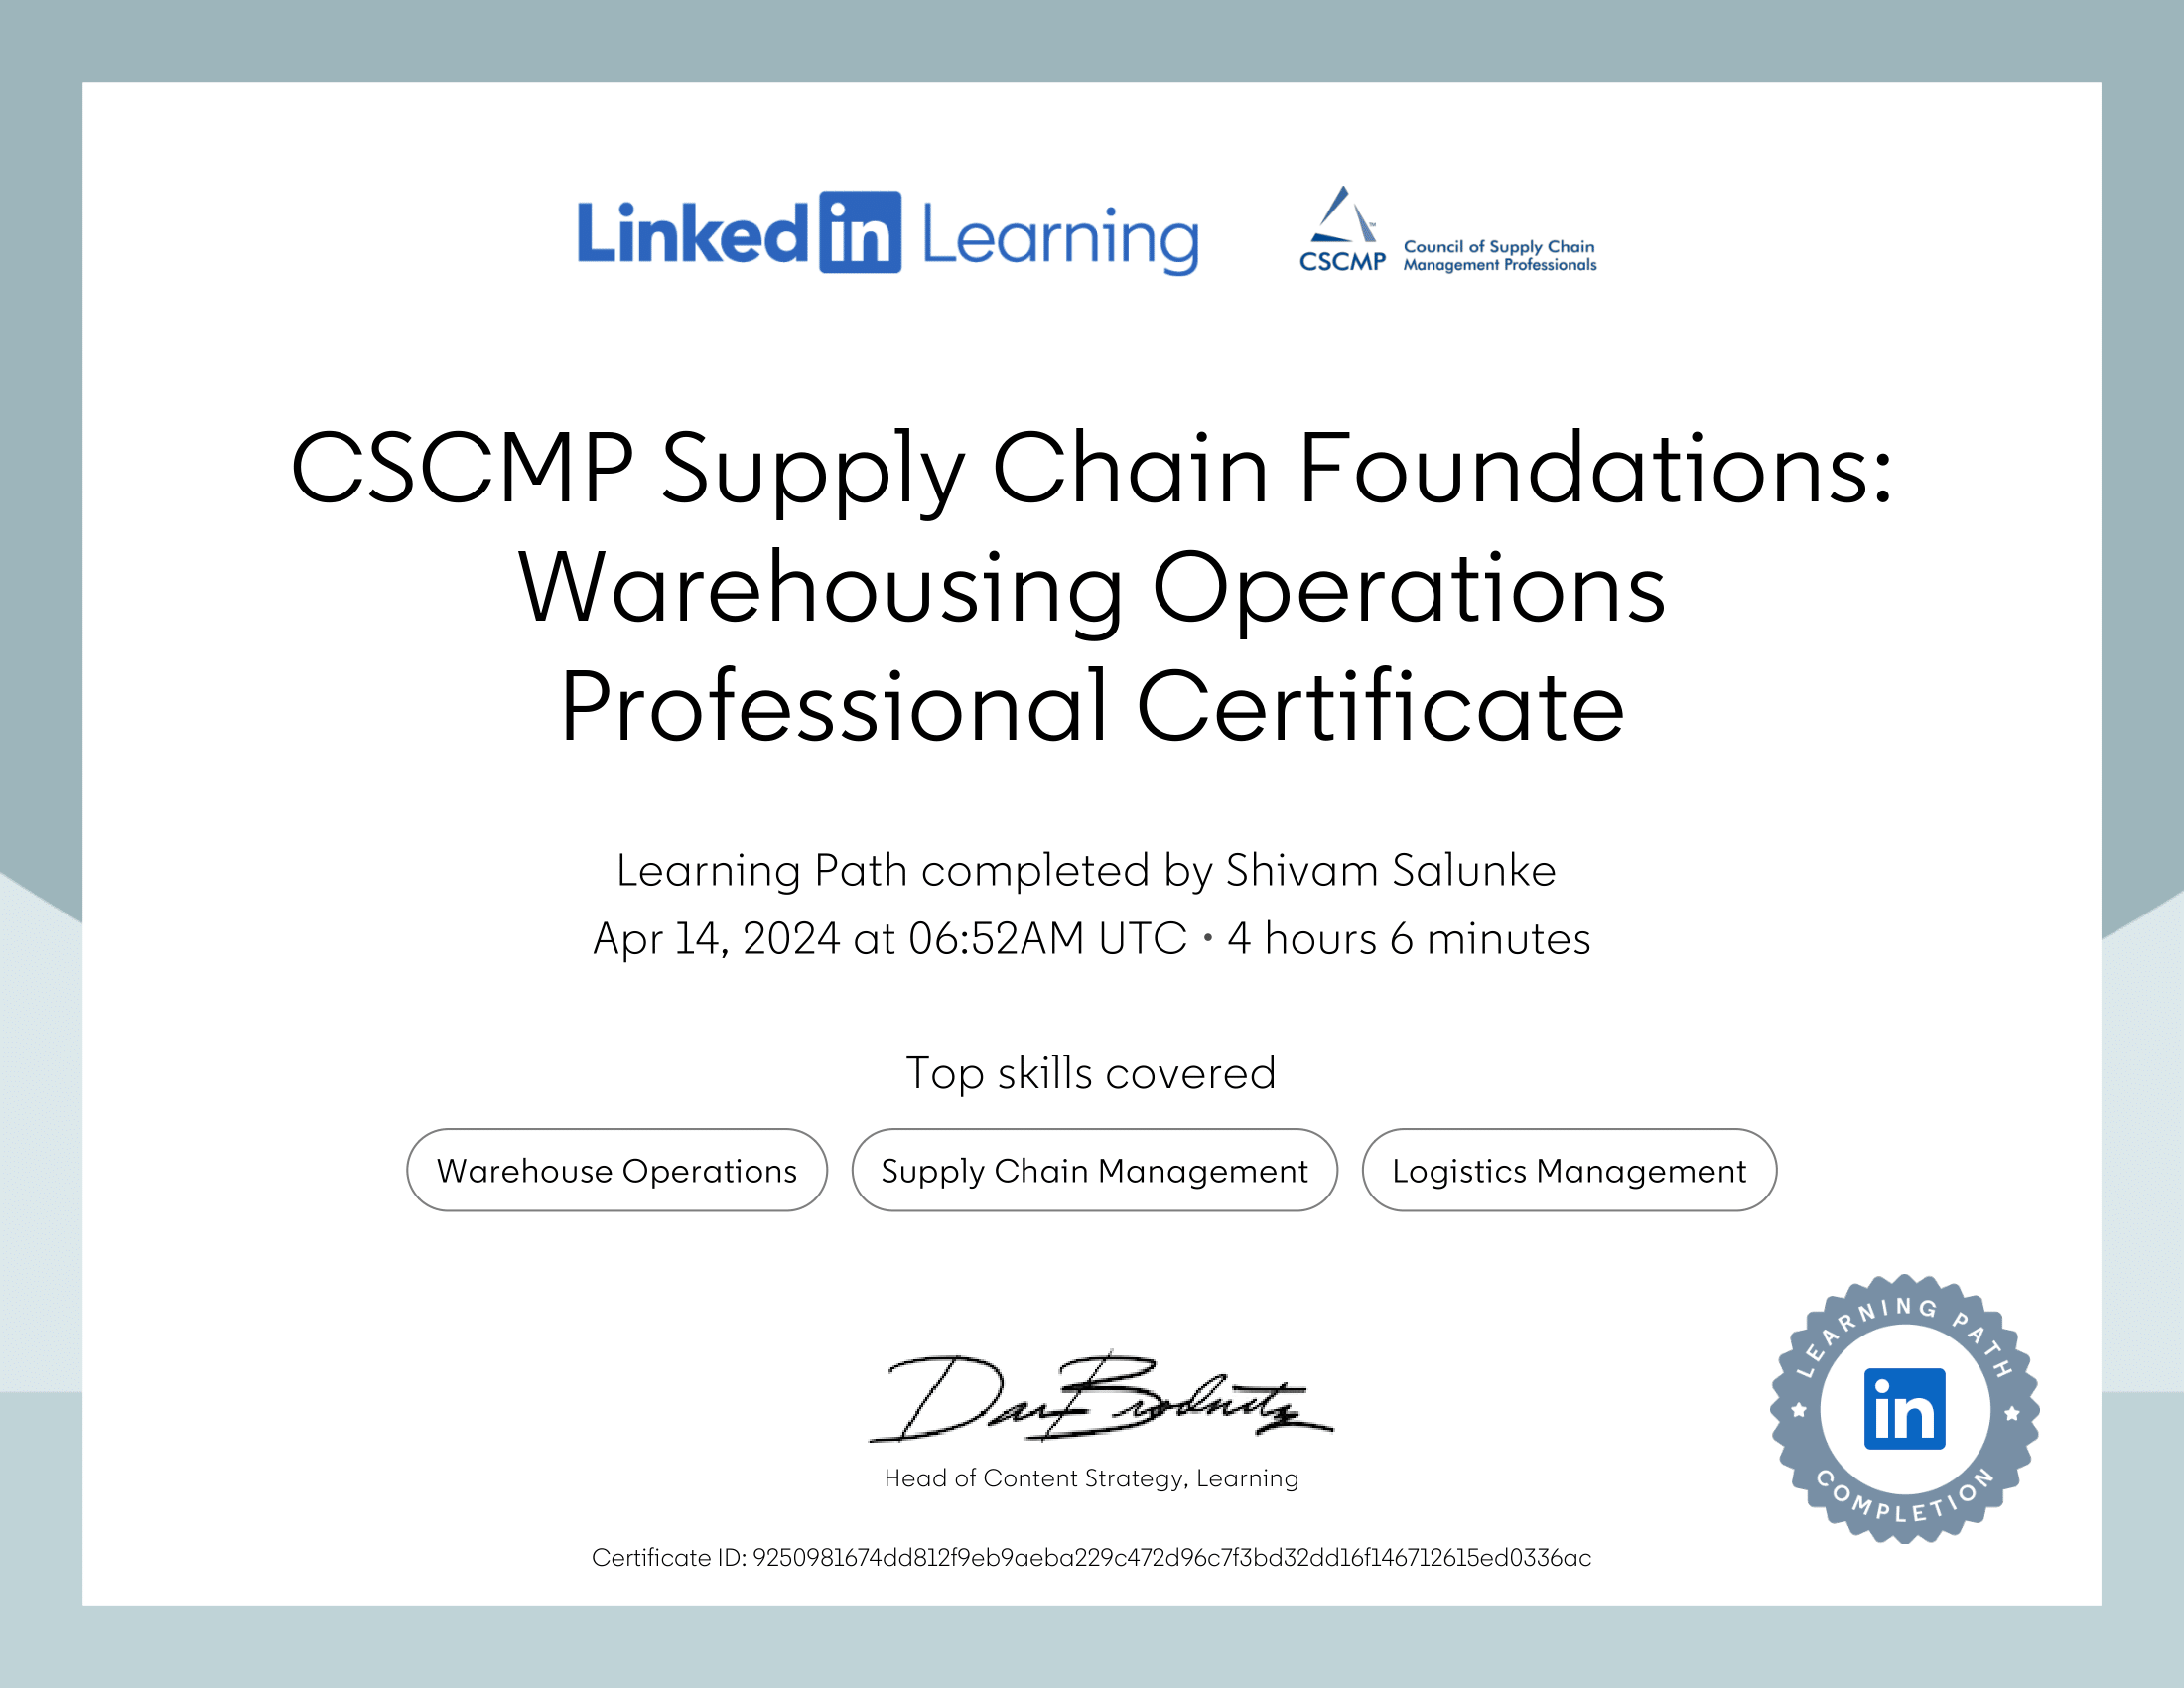 Linked in Learning
CSCMP
Council of Supply Chain
Management Professionals
CSCMP Supply Chain Foundations:
Warehousing Operations
Professional Certificate
Learning Path completed by Shivam Salunke
Apr 14, 2024 at 06:52AM UTC • 4 hours 6 minutes
Top skills covered
Warehouse Operations
Supply Chain Management
Logistics Management
Head of Content Strategy, Learning
LEARNING PATH
in
COMPLETION
Certificate ID: 9250981674dd812f9eb9aeba229c472d96c7f3bd32dd16f146712615ed0336ac